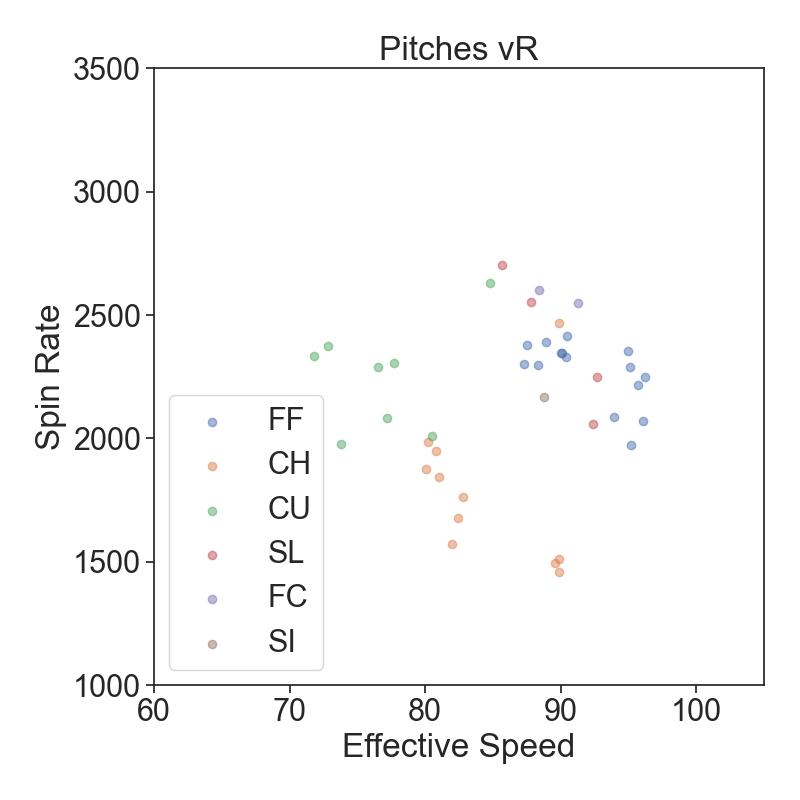 Pitches vR
3500
3000
2500
2000
1500
1000
Spin Rate
FF
CH
CU
SL
FC
SI
60 70 80 90 100
Effective Speed